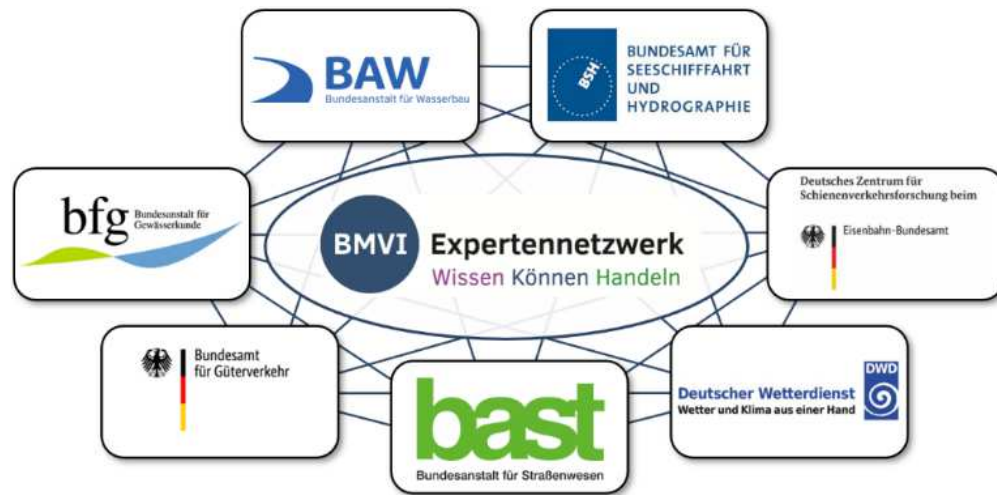 BAW
Bundesanstalt für Wasserbau
BSH
BUNDESAMT FÜR
SEESCHIFFFAHRT
UND
HYDROGRAPHIE
bfg
Bundesanstalt für
Gewässerkunde
BMVI
Expertennetzwerk
Wissen Können Handeln
Deutsches Zentrum für
Schienenverkehrsforschung beim
Eisenbahn-Bundesamt
Bundesamt
für Güterverkehr
bast
Bundesanstalt für Straßenwesen
DWD
Deutscher Wetterdienst
Wetter und Klima aus einer Hand